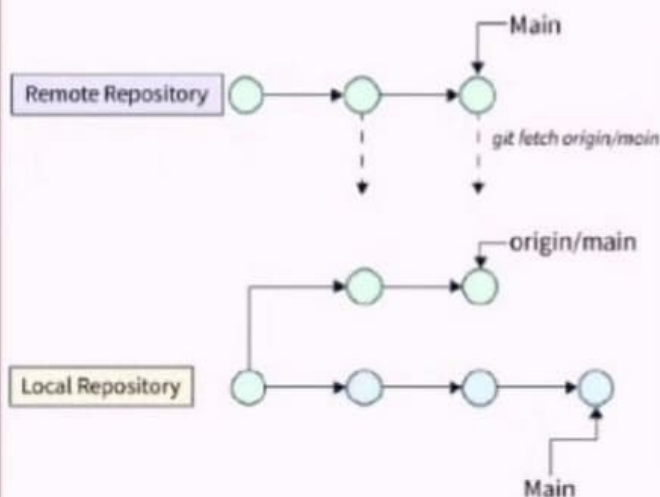 Main
Remote Repository
git fetch origin/main
origin/main
Local Repository
Main